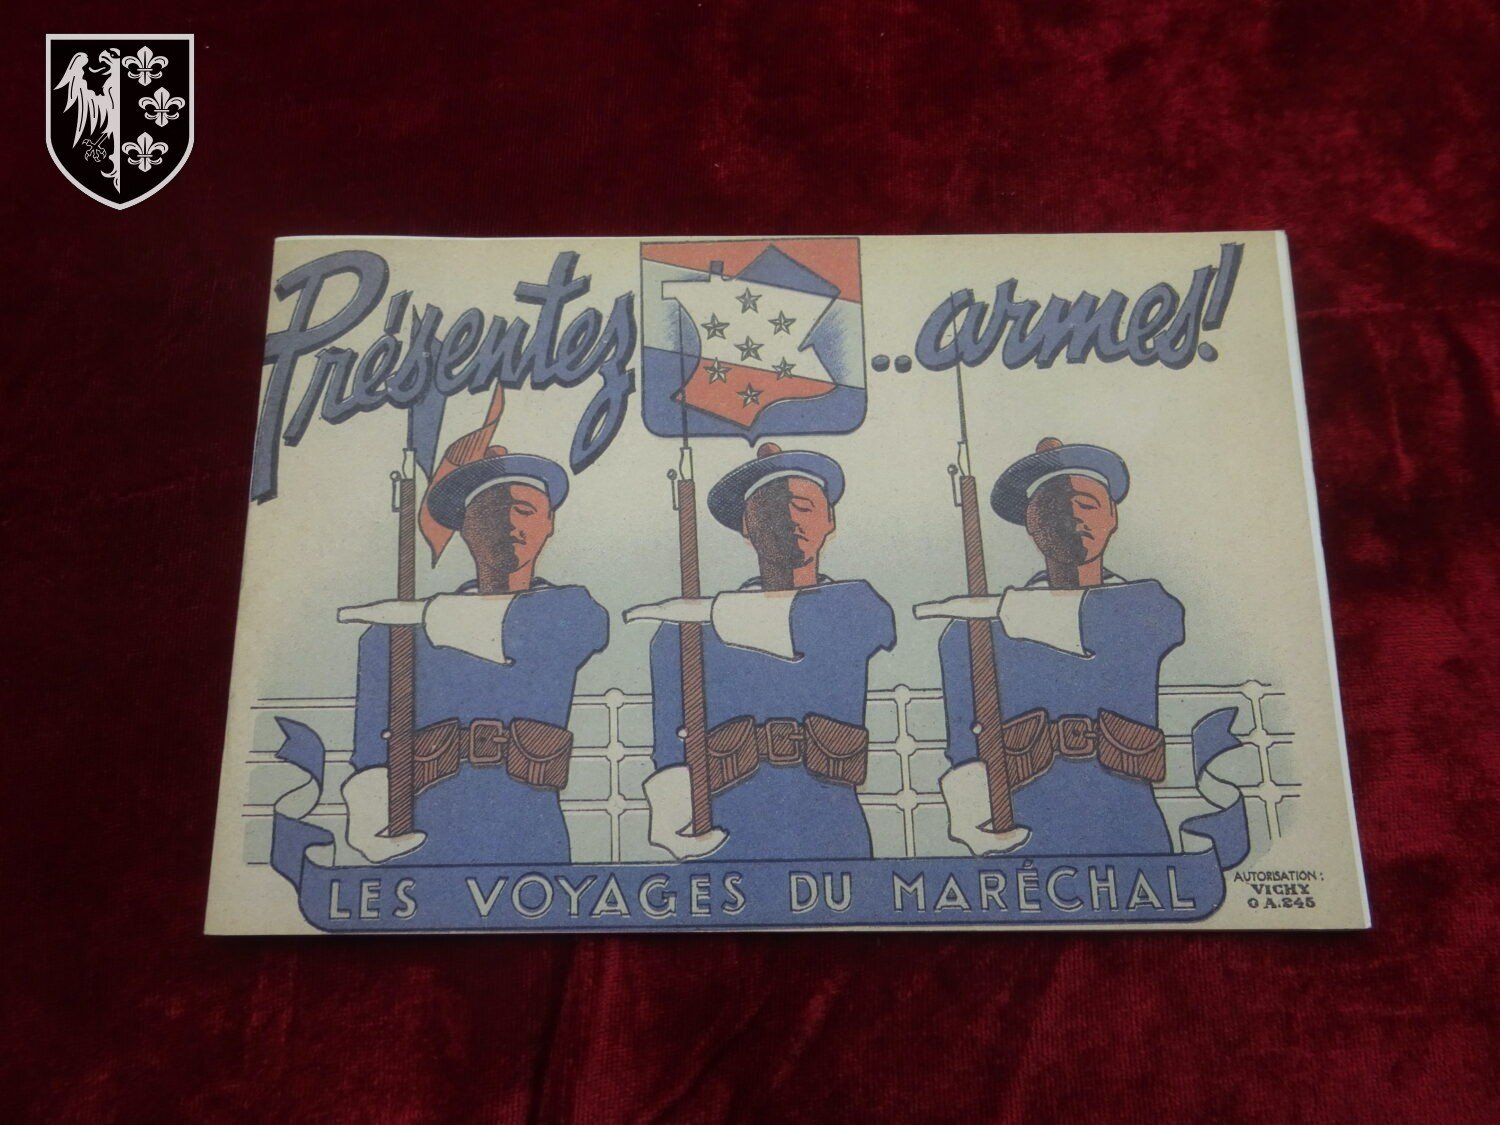 Présentez ..armes!
LES VOYAGES DU MARÉCHAL
AUTORISATION:
VICHY
O A.245